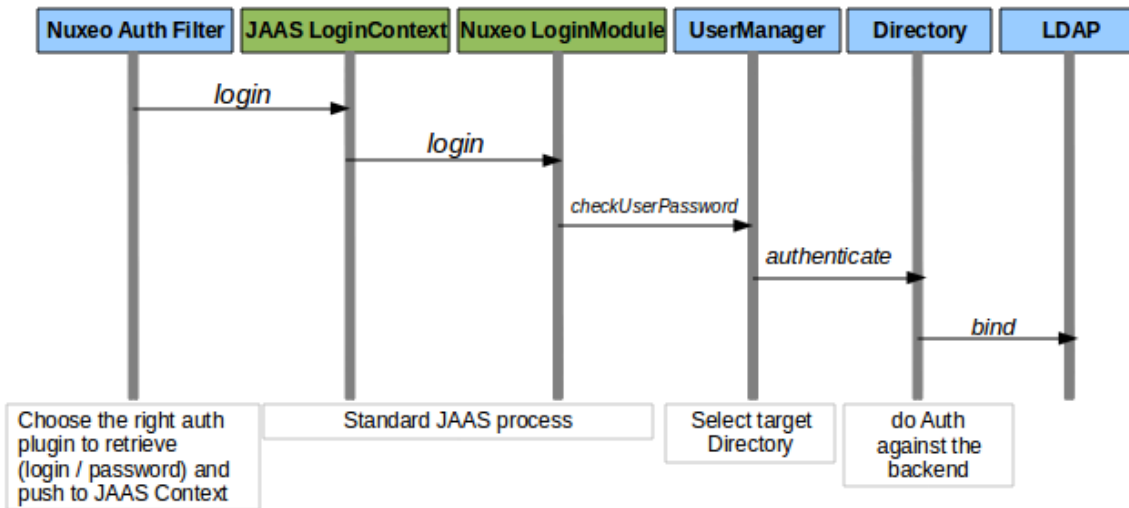 Nuxeo Auth Filter
JAAS LoginContext
Nuxeo LoginModule
UserManager
Directory
LDAP
login
login
checkUserPassword
authenticate
bind
Choose the right auth
plugin to retrieve
(login / password) and
push to JAAS Context
Standard JAAS process
Select target
Directory
do Auth
against the
backend